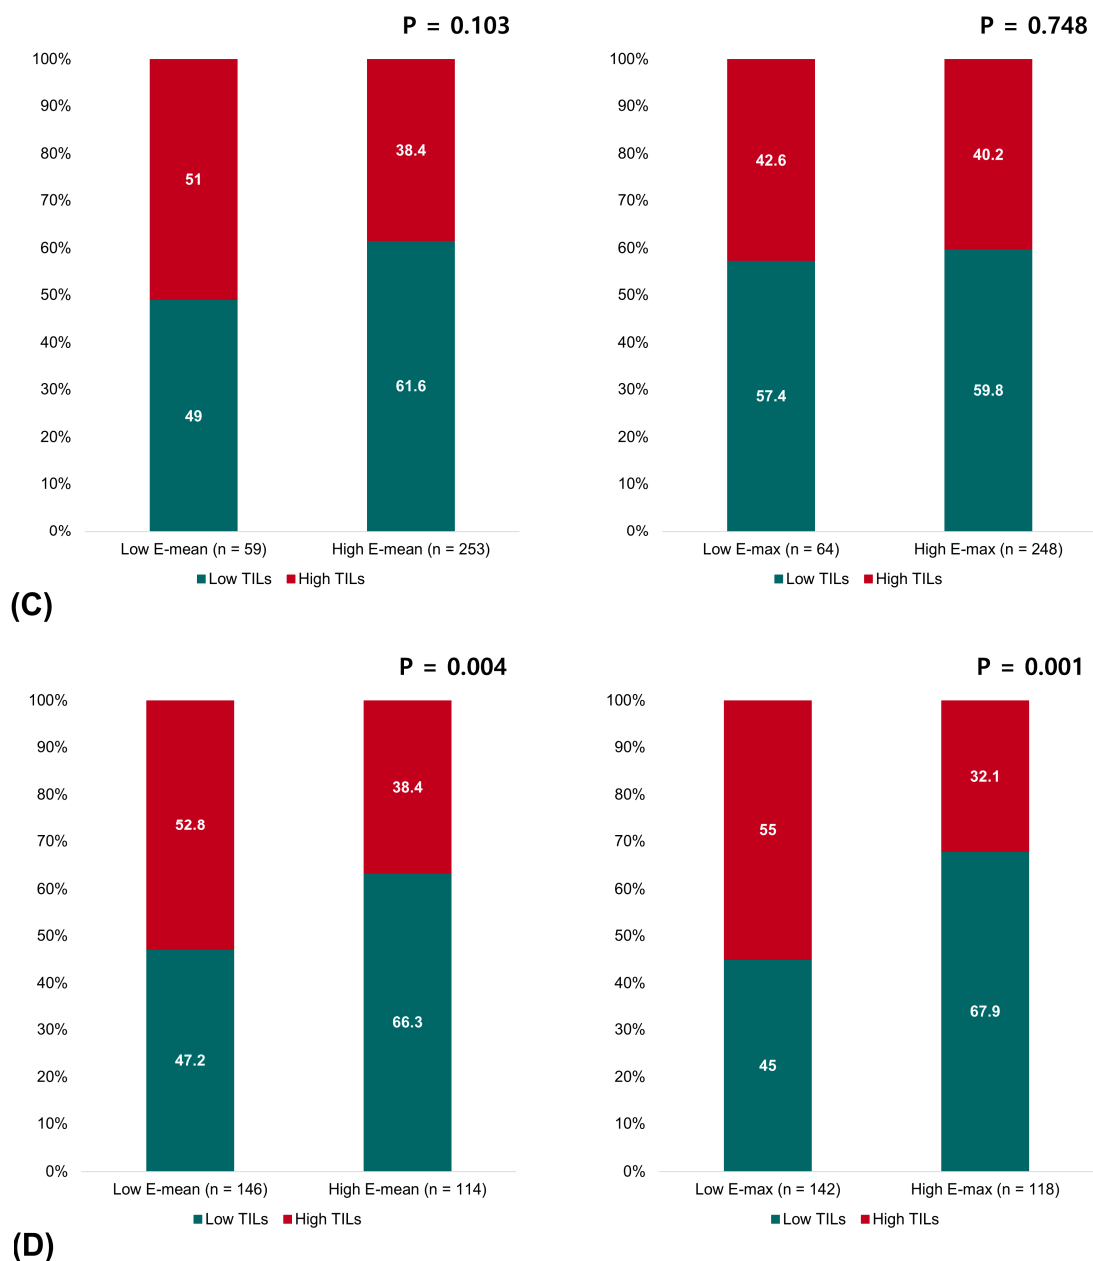 P = 0.103
100%
90%
80%
70%
60%
50%
40%
30%
20%
10%
0%
51
49
38.4
61.6
Low E-mean (n = 59)
High E-mean (n = 253)
Low TILs
High TILs
P = 0.748
100%
90%
80%
70%
60%
50%
40%
30%
20%
10%
0%
42.6
57.4
40.2
59.8
Low E-max (n = 64)
High E-max (n = 248)
Low TILs
High TILs
(C)
P = 0.004
100%
90%
80%
70%
60%
50%
40%
30%
20%
10%
0%
52.8
47.2
38.4
66.3
Low E-mean (n = 146)
High E-mean (n = 114)
Low TILs
High TILs
P = 0.001
100%
90%
80%
70%
60%
50%
40%
30%
20%
10%
0%
55
45
32.1
67.9
Low E-max (n = 142)
High E-max (n = 118)
Low TILs
High TILs
(D)